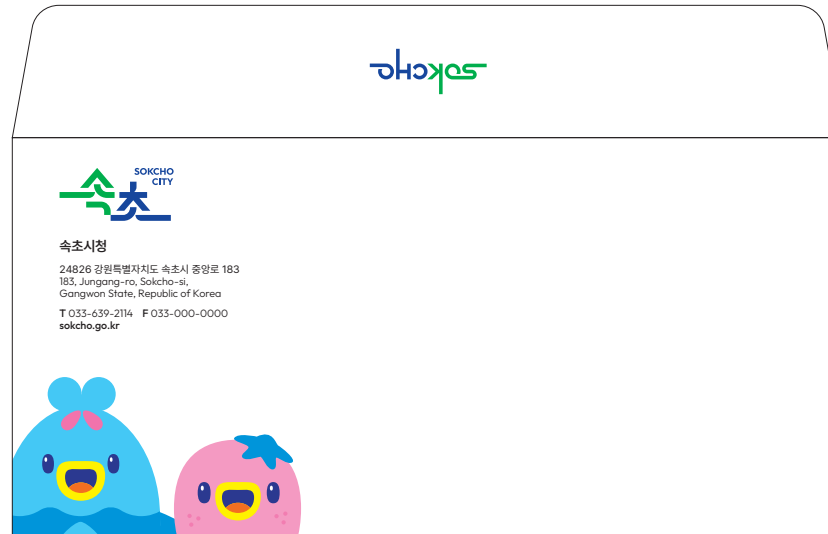 sokcho
속초
SOKCHO
CITY
속초시청
24826 강원특별자치도 속초시 중앙로 183
183, Jungang-ro, Sokcho-si,
Gangwon State, Republic of Korea
T 033-639-2114 F 033-000-0000
sokcho.go.kr